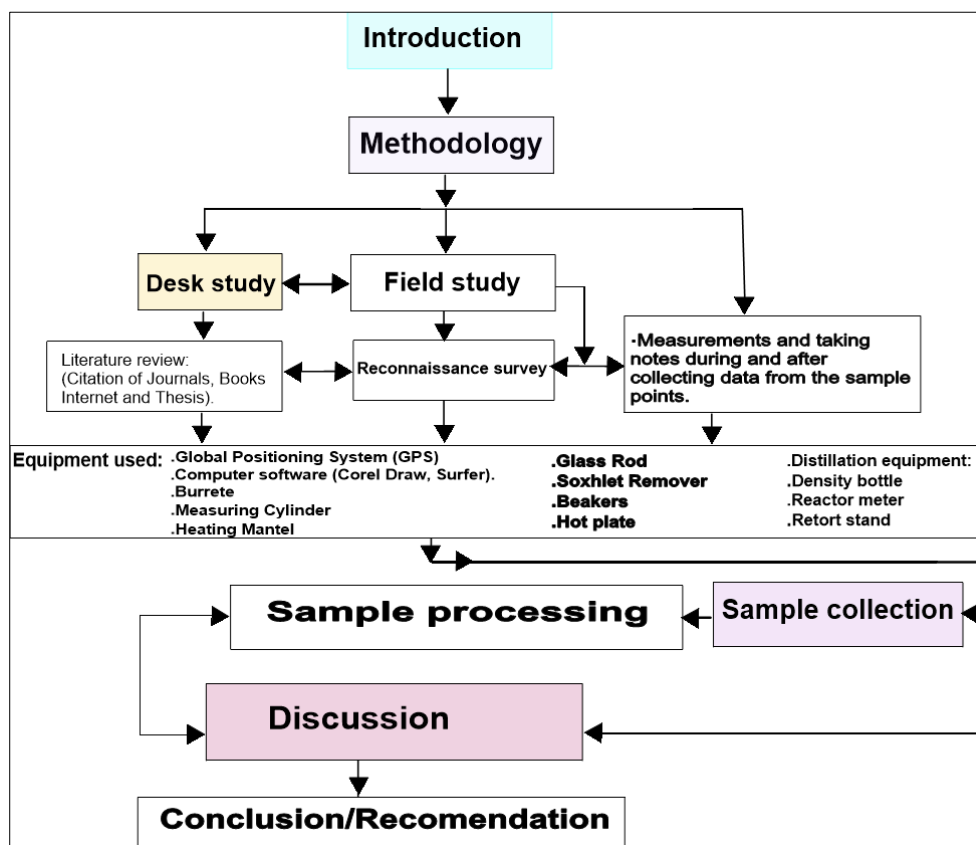 Introduction
Methodology
Desk study
Field study
Literature review:
(Citation of Journals, Books
Internet and Thesis).
Reconnaissance survey
·Measurements and taking
notes during and after
collecting data from the sample
points.
Equipment used:
.Global Positioning System (GPS)
.Computer software (Corel Draw, Surfer).
.Burrete
.Measuring Cylinder
.Heating Mantel
.Glass Rod
.Soxhlet Remover
.Beakers
.Hot plate
.Distillation equipment:
.Density bottle
.Reactor meter
.Retort stand
Sample processing
Sample collection
Discussion
Conclusion/Recomendation